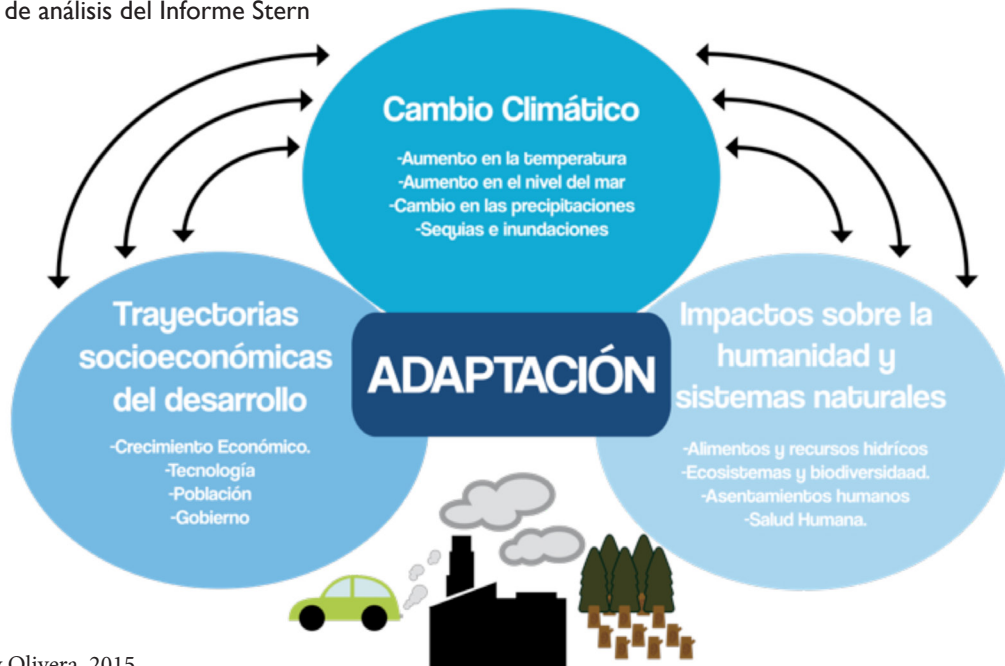 de análisis del Informe Stern
Cambio Climático
-Aumento en la temperatura
-Aumento en el nivel del mar
-Cambio en las precipitaciones
-Sequias e inundaciones
Trayectorias
socioeconómicas
del desarrollo
-Crecimiento Económico.
-Tecnología
-Población
-Gobierno
ADAPTACIÓN
Impactos sobre la
humanidad y
sistemas naturales
-Alimentos y recursos hidrícos
-Ecosistemas y biodiversidaad.
-Asentamientos humanos
-Salud Humana.
y Olivera, 2015